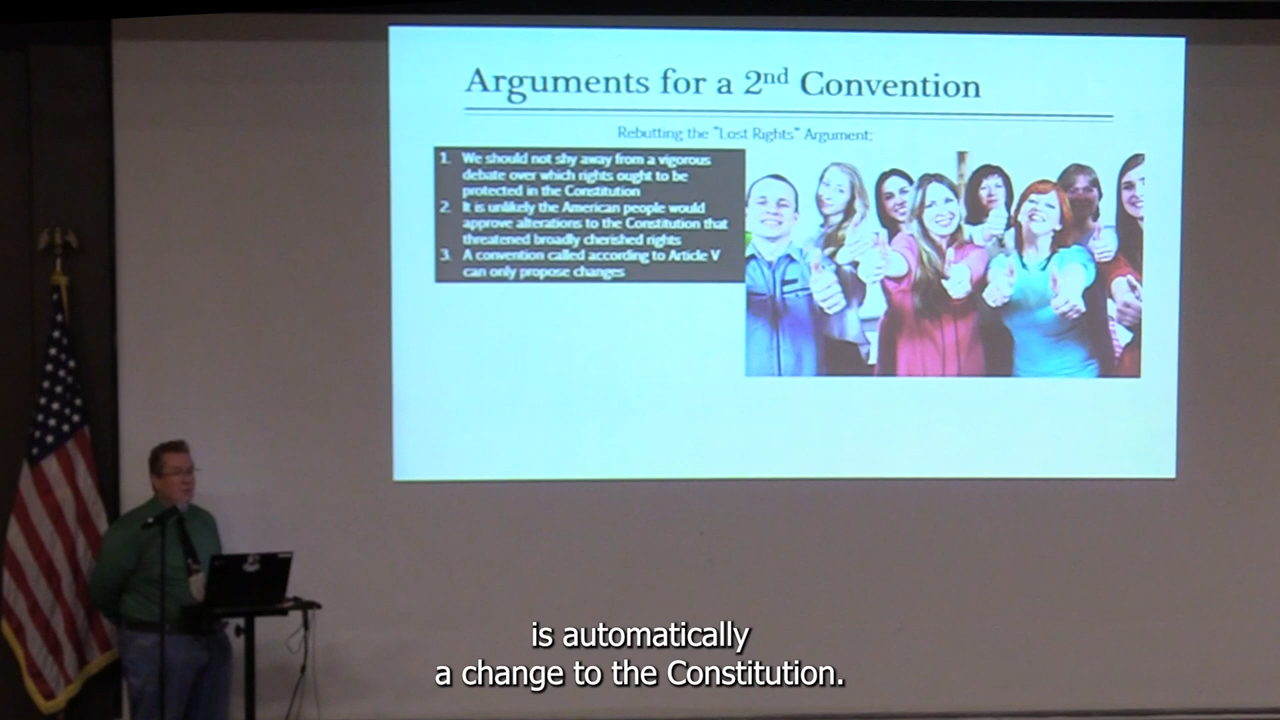 Arguments for a 2nd Convention
Rebutting the "Lost Rights" Argument:
1. We should not shy away from a vigorous
debate over which rights ought to be
protected in the Constitution
2. It is unlikely the American people would
approve alterations to the Constitution that
threatened broadly cherished rights
3. A convention called according to Article V
can only propose changes
is automatically
a change to the Constitution.